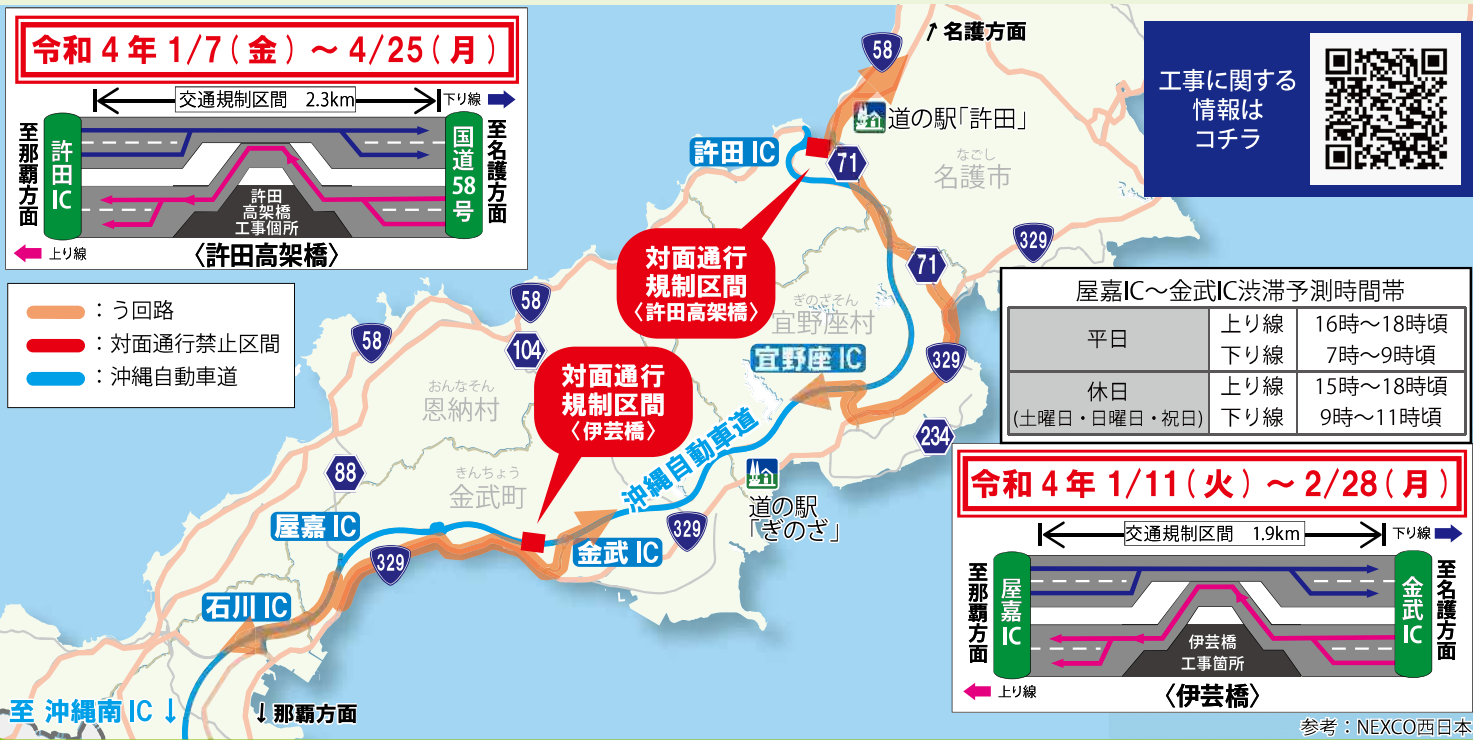 令和4年 1/7(金)～4/25(月)
交通規制区間 2.3km
下り線
至那覇方面
許田IC
国道58号
至名護方面
許田
高架橋
工事個所
上り線
〈許田高架橋〉
：う回路
：対面通行禁止区間
：沖縄自動車道
58
↗名護方面
道の駅「許田」
許田 IC
71
なごし
名護市
工事に関する
情報は
コチラ
対面通行
規制区間
〈許田高架橋〉
329
71
ぎのざそん
宜野座村
58
58
104
宜野座 IC
329
対面通行
規制区間
〈伊芸橋〉
おんなそん
恩納村
沖縄自動車道
234
88
きんちょう
金武町
道の駅
「ぎのざ」
屋嘉 IC
329
金武 IC
329
石川 IC
至 沖縄南 IC ↓
↓那覇方面
屋嘉IC～金武IC渋滞予測時間帯
平日 上り線 16時～18時頃
下り線 7時～9時頃
休日 上り線 15時～18時頃
(土曜日・日曜日・祝日) 下り線 9時～11時頃
令和4年 1/11(火)～2/28(月)
交通規制区間 1.9km
下り線
至那覇方面
屋嘉IC
金武IC
至名護方面
伊芸橋
工事箇所
上り線
〈伊芸橋〉
参考：NEXCO西日本